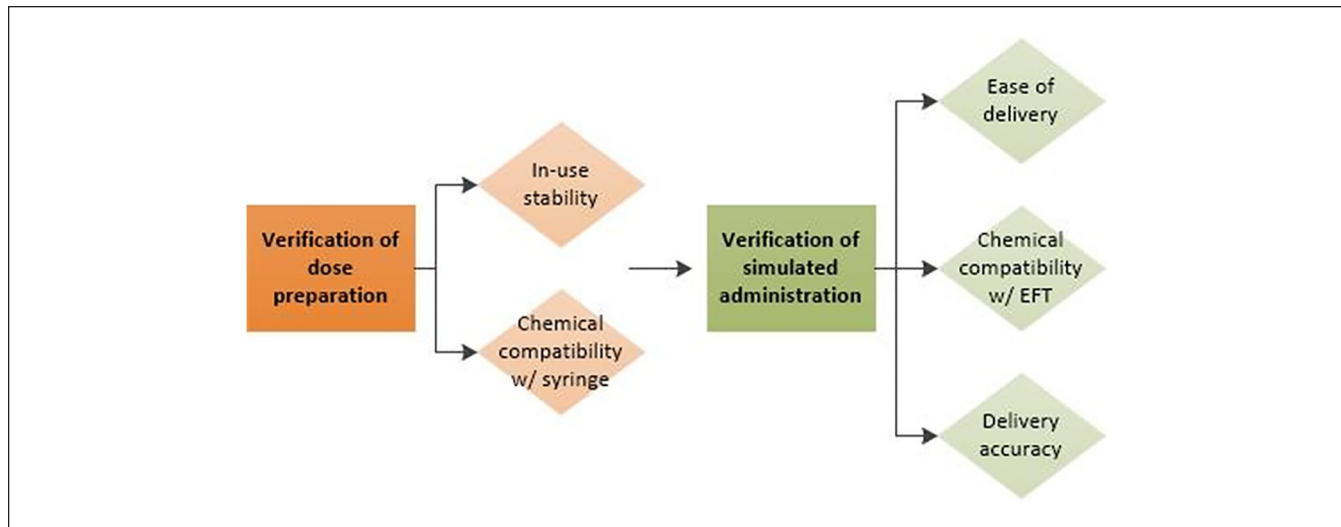 Verification of
dose
preparation
In-use
stability
Chemical
compatibility
w/ syringe
Verification of
simulated
administration
Ease of
delivery
Chemical
compatibility
w/ EFT
Delivery
accuracy